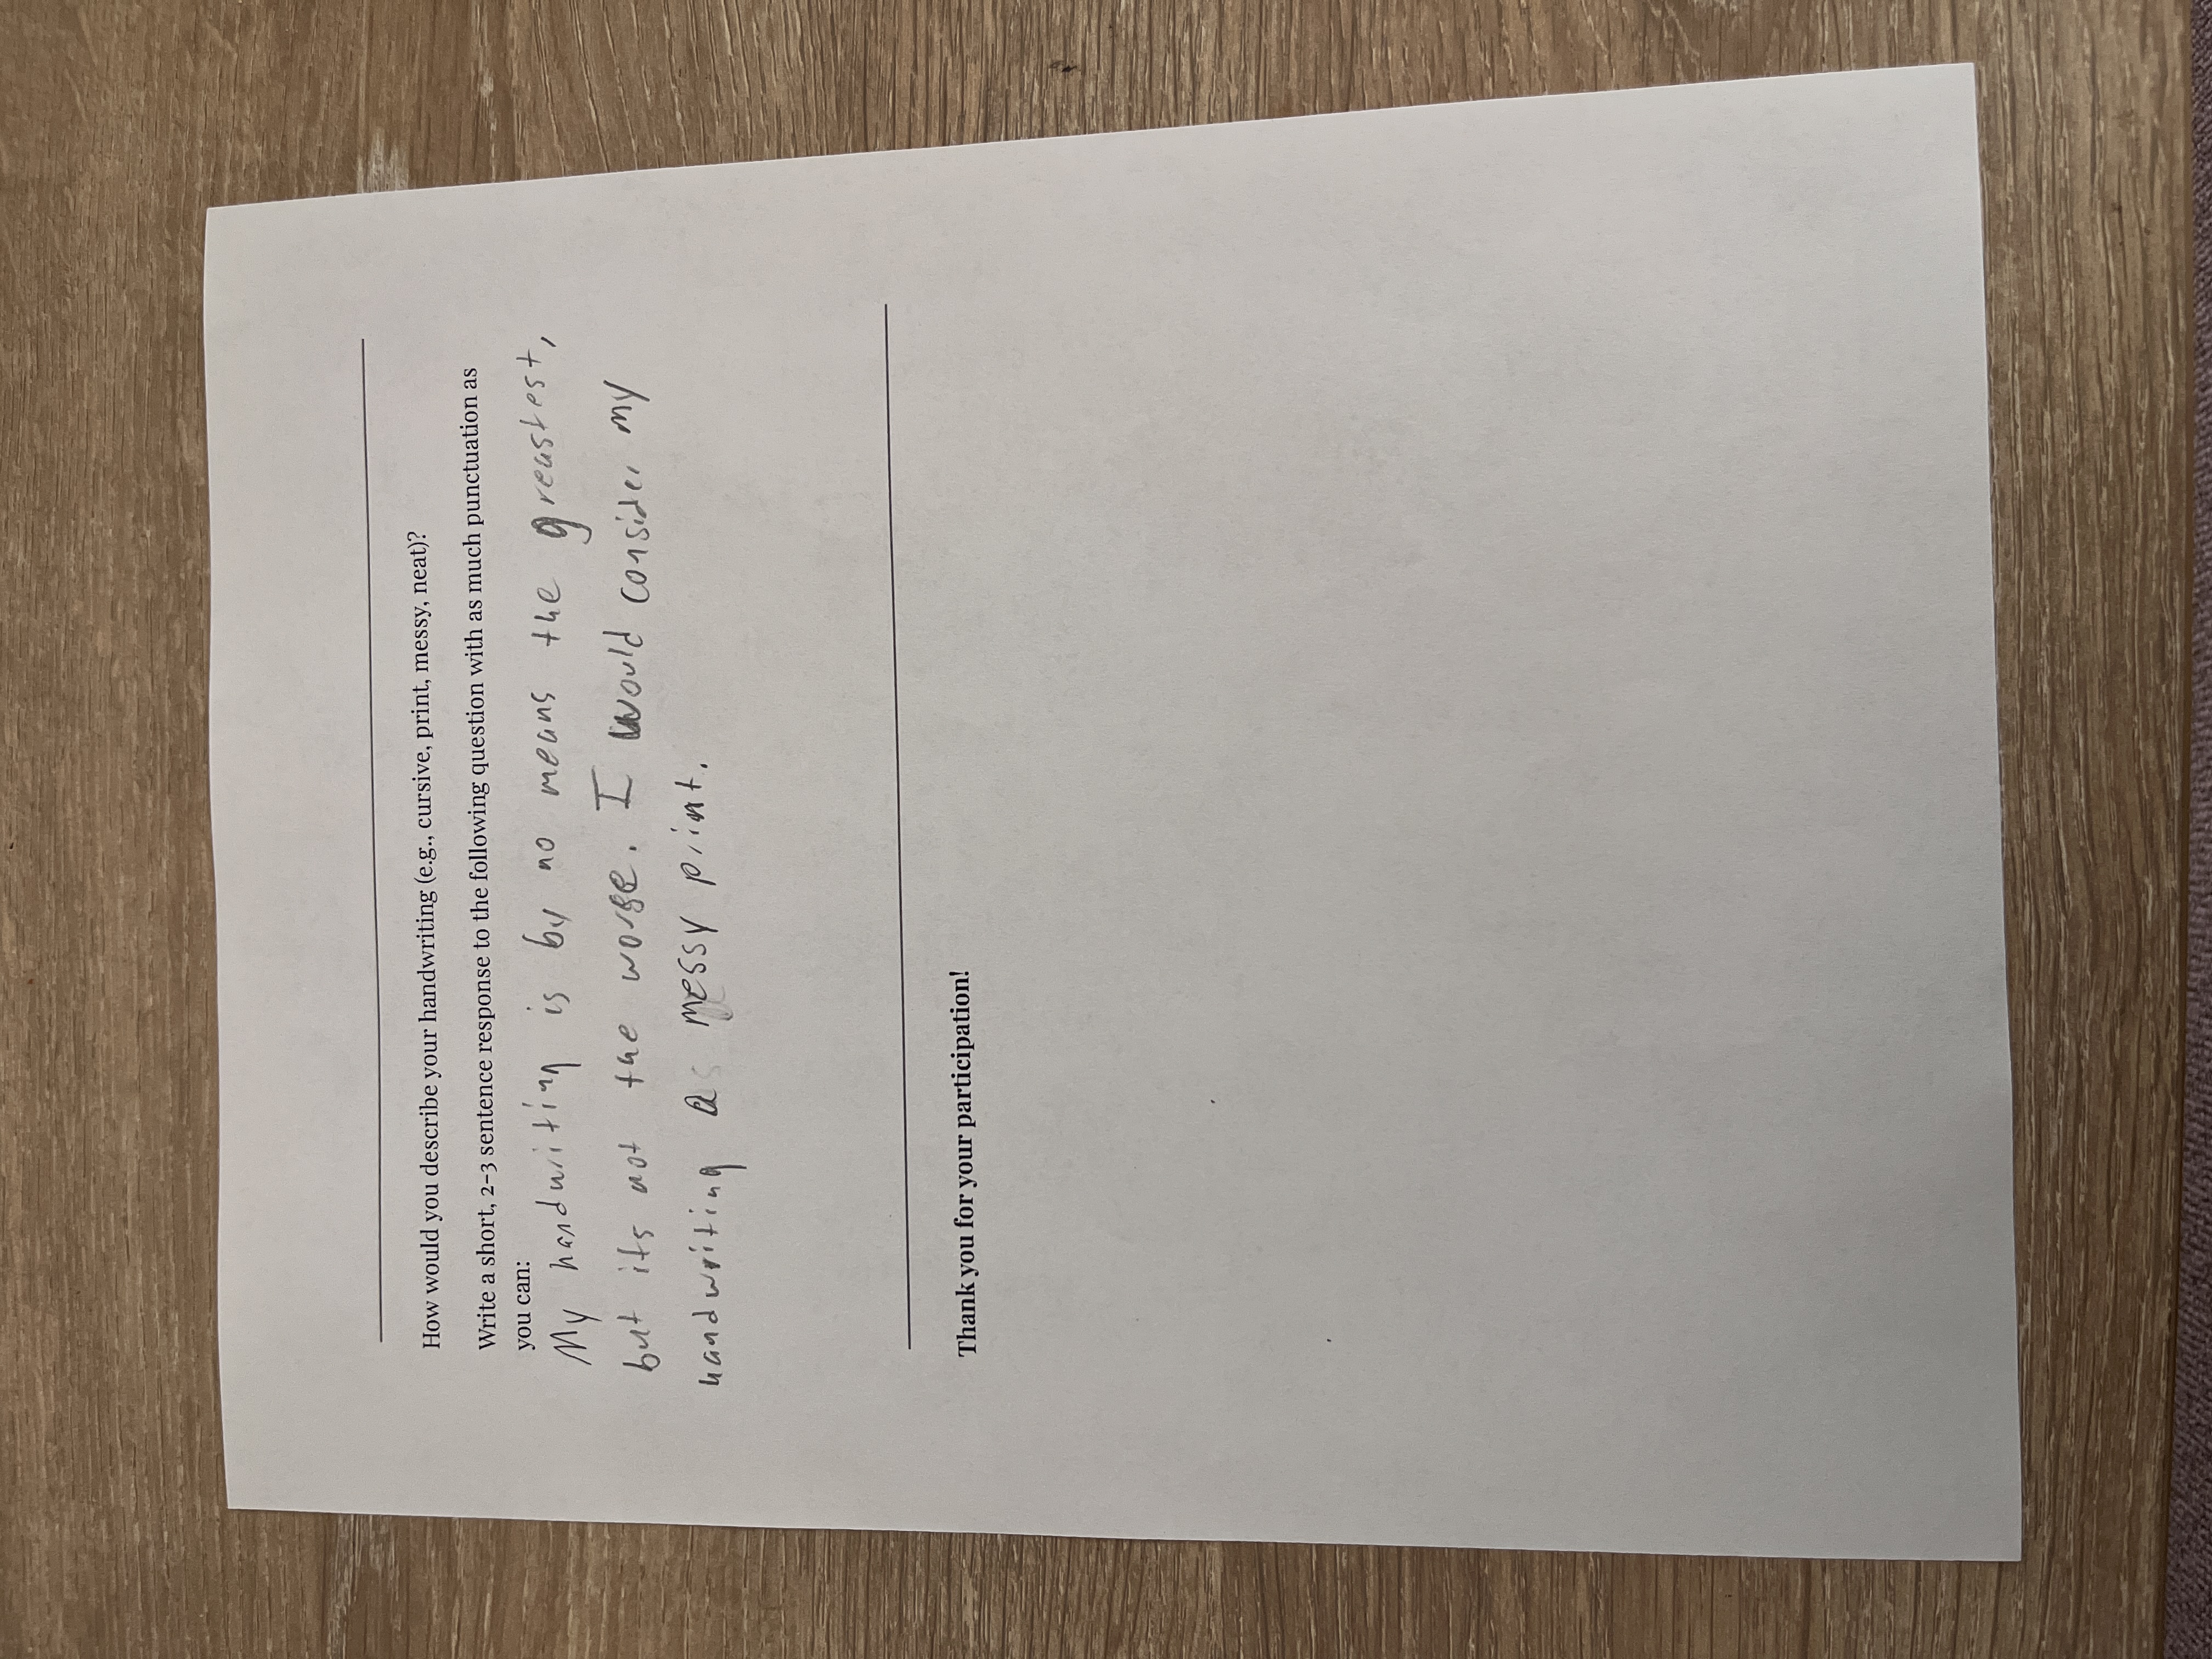 How would you describe your handwriting (e.g., cursive, print, messy, neat)?
Write a short, 2-3 sentence response to the following question with as much punctuation as
you can:
My handwriting is by no means the greastest,
but its not the worse. I would consider my
handwriting a messy print.
Thank you for your participation!